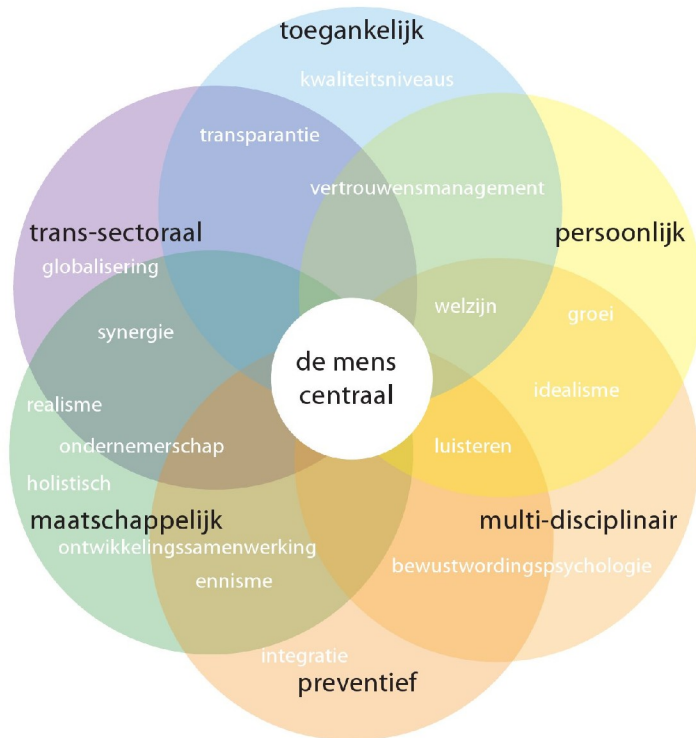 toegankelijk
kwaliteitsniveaus
transparantie
vertrouwensmanagement
trans-sectoraal
persoonlijk
globalisering
welzijn
groei
synergie
de mens
centraal
idealisme
realisme
ondernemerschap
luisteren
holistisch
maatschappelijk
multi-disciplinair
ontwikkelingssamenwerking
bewustwordingspsychologie
ennisme
integratie
preventief